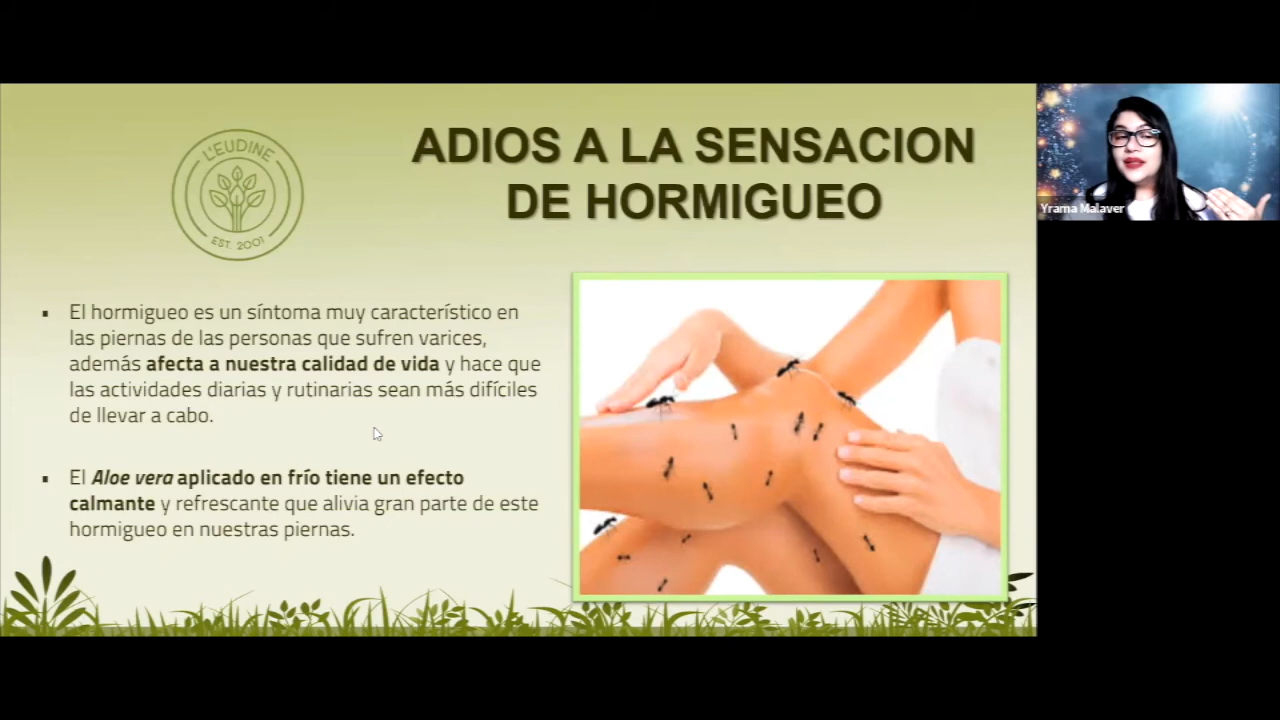 L'EUDINE
EST. 2001
ADIOS A LA SENSACION
DE HORMIGUEO
▪ El hormigueo es un síntoma muy característico en
las piernas de las personas que sufren varices,
además afecta a nuestra calidad de vida y hace que
las actividades diarias y rutinarias sean más difíciles
de llevar a cabo.
▪ El Aloe vera aplicado en frío tiene un efecto
calmante y refrescante que alivia gran parte de este
hormigueo en nuestras piernas.
Yrama Malaver